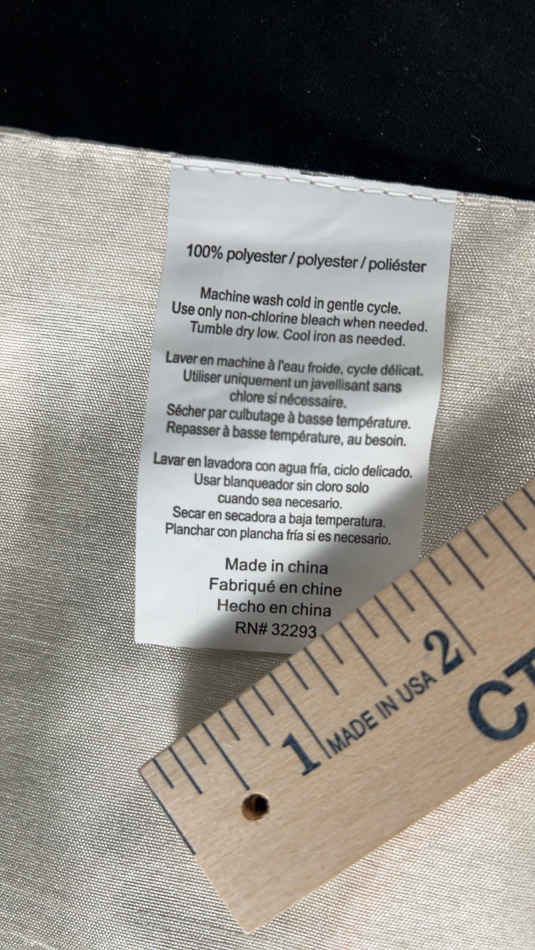 100% polyester / polyester / poliéster
Machine wash cold in gentle cycle.
Use only non-chlorine bleach when needed.
Tumble dry low. Cool iron as needed.
Laver en machine à l'eau froide, cycle délicat.
Utiliser uniquement un javellisant sans
chlore si nécessaire.
Sécher par culbutage à basse température.
Repasser à basse température, au besoin.
Lavar en lavadora con agua fría, ciclo delicado.
Usar blanqueador sin cloro solo
cuando sea necesario.
Secar en secadora a baja temperatura.
Planchar con plancha fría si es necesario.
Made in china
Fabriqué en chine
Hecho en china
RN# 32293
1 MADE IN USA 2